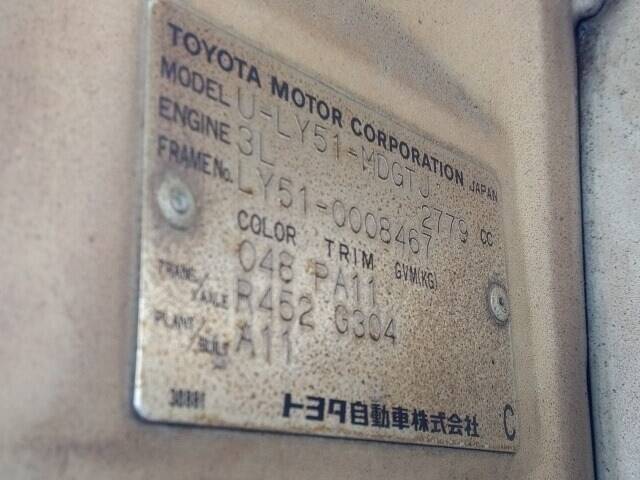 TOYOTA MOTOR CORPORATION JAPAN
MODEL U-LY51-MDGTJ
ENGINE 3L 2779 CC
FRAME No. LY51-0008467
COLOR TRIM GVM(KG)
046 PA11
TRANS/AXLE R452 G304
PLANT/BUILT A11
30881
トヨタ自動車株式会社 C